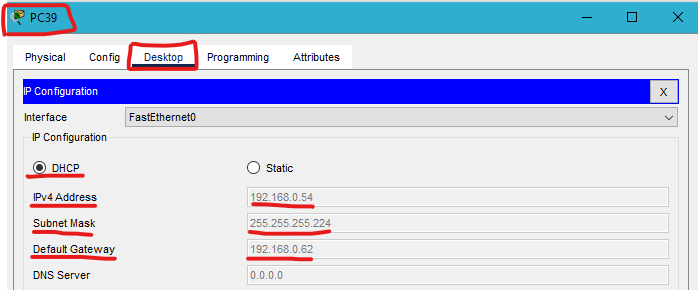 PC39
Physical Config Desktop Programming Attributes
IP Configuration X
Interface FastEthernet0
IP Configuration
DHCP Static
IPv4 Address 192.168.0.54
Subnet Mask 255.255.255.224
Default Gateway 192.168.0.62
DNS Server 0.0.0.0